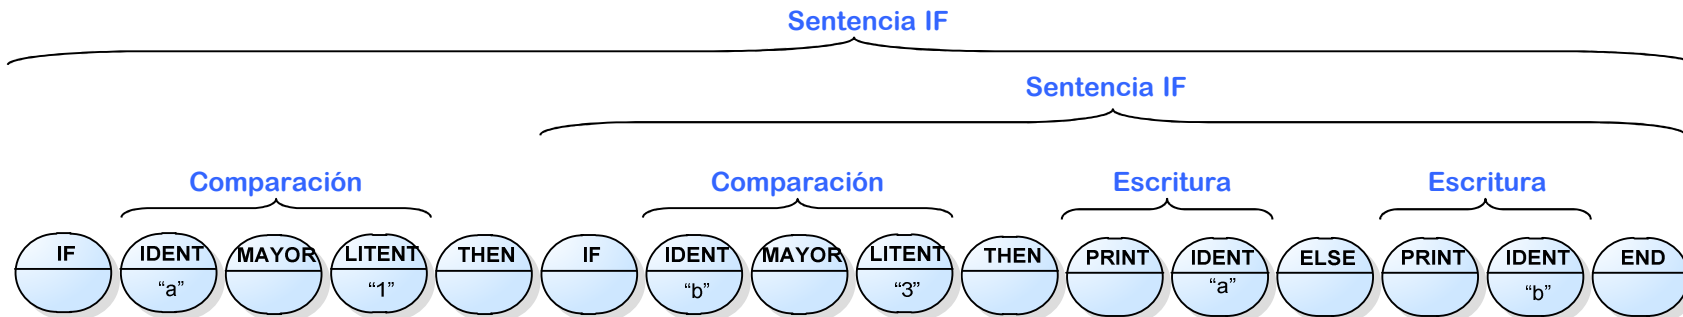 Sentencia IF
Sentencia IF
Comparación Comparación Escritura Escritura
IF IDENT MAYOR LITENT THEN IF IDENT MAYOR LITENT THEN PRINT IDENT ELSE PRINT IDENT END
“a” “1” “b” “3” “a” “b”